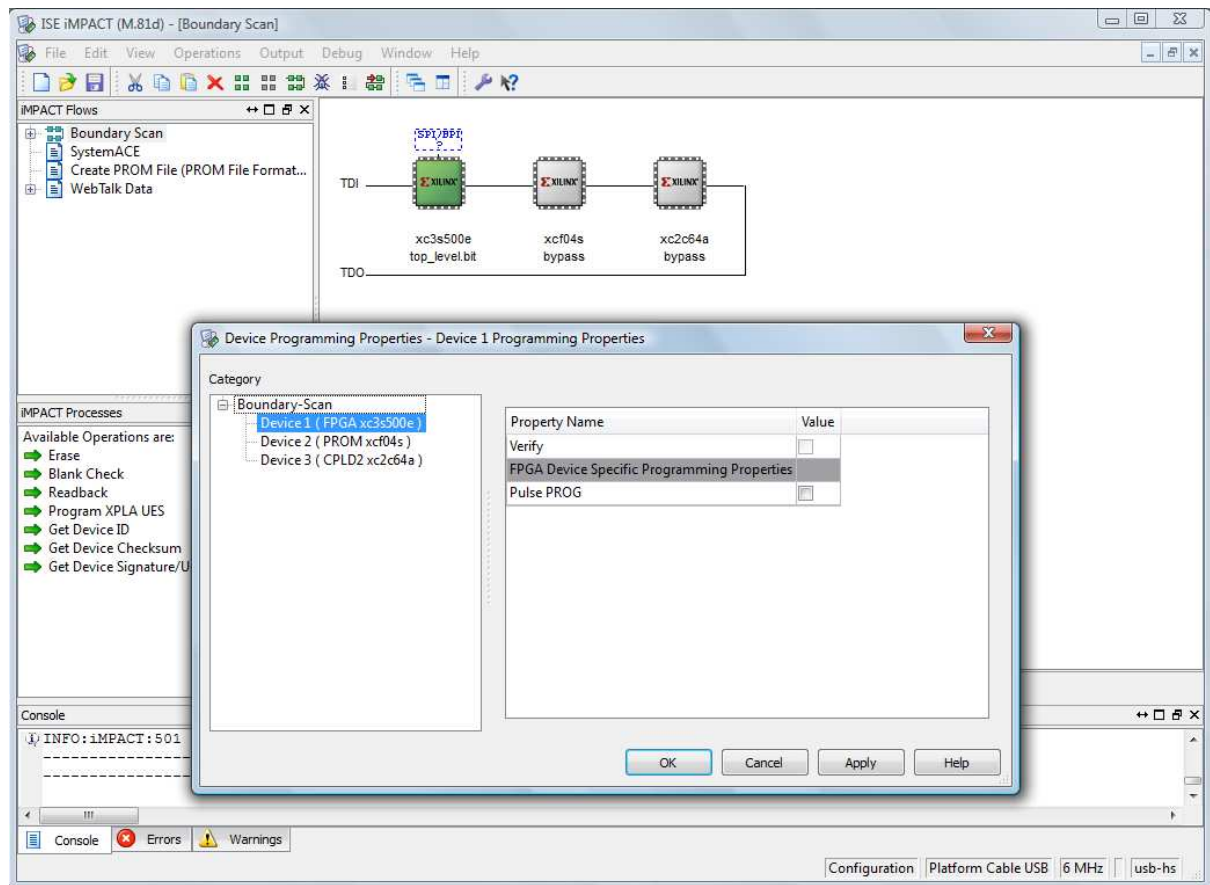 ISE iMPACT (M.81d) - [Boundary Scan]
File Edit View Operations Output Debug Window Help
iMPACT Flows
Boundary Scan
SystemACE
Create PROM File (PROM File Format...
WebTalk Data
SPI/BPI
?
TDI
XILINX XILINX XILINX
xc3s500e xcf04s xc2c64a
top_level.bit bypass bypass
TDO
Device Programming Properties - Device 1 Programming Properties
Category
Boundary-Scan
Device 1 ( FPGA xc3s500e )
Device 2 ( PROM xcf04s )
Device 3 ( CPLD2 xc2c64a )
Property Name Value
Verify
FPGA Device Specific Programming Properties
Pulse PROG
OK Cancel Apply Help
iMPACT Processes
Available Operations are:
Erase
Blank Check
Readback
Program XPLA UES
Get Device ID
Get Device Checksum
Get Device Signature/U
Console
INFO:iMPACT:501
Console Errors Warnings
Configuration Platform Cable USB 6 MHz usb-hs